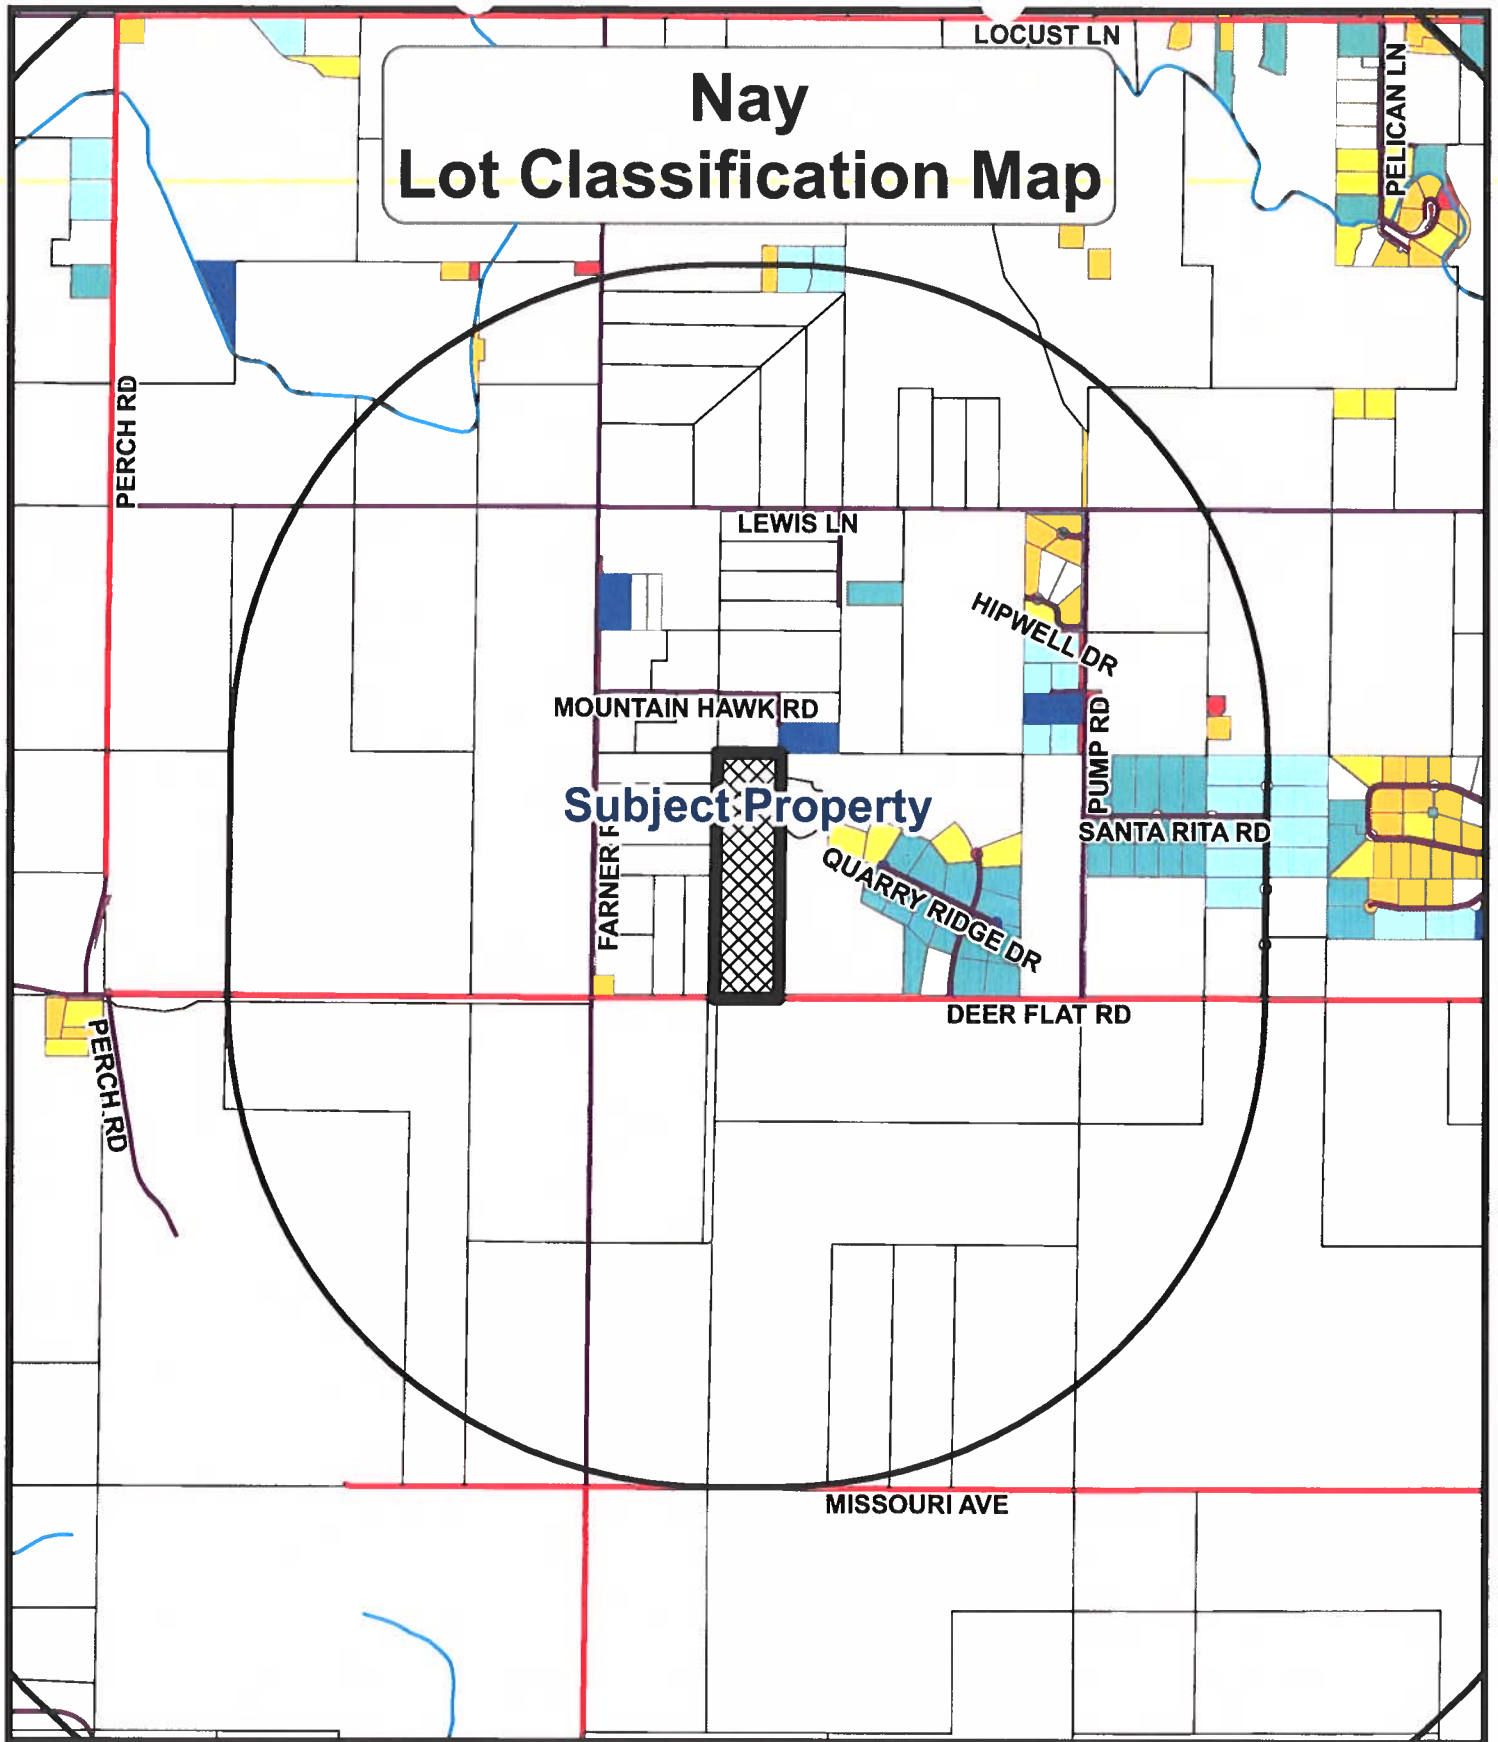 LOCUST LN
Nay
Lot Classification Map
PELICAN LN
PERCH RD
LEWIS LN
HIPWELL DR
MOUNTAIN HAWK RD
PUMP RD
Subject Property
SANTA RITA RD
FARNER R
QUARRY RIDGE DR
DEER FLAT RD
PERCH RD
MISSOURI AVE